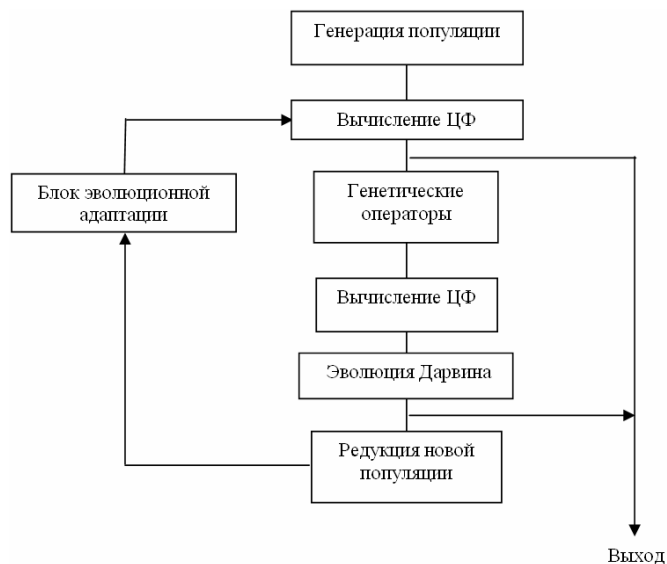 Генерация популяции
Вычисление ЦФ
Блок эволюционной
адаптации
Генетические
операторы
Вычисление ЦФ
Эволюция Дарвина
Редукция новой
популяции
Выход